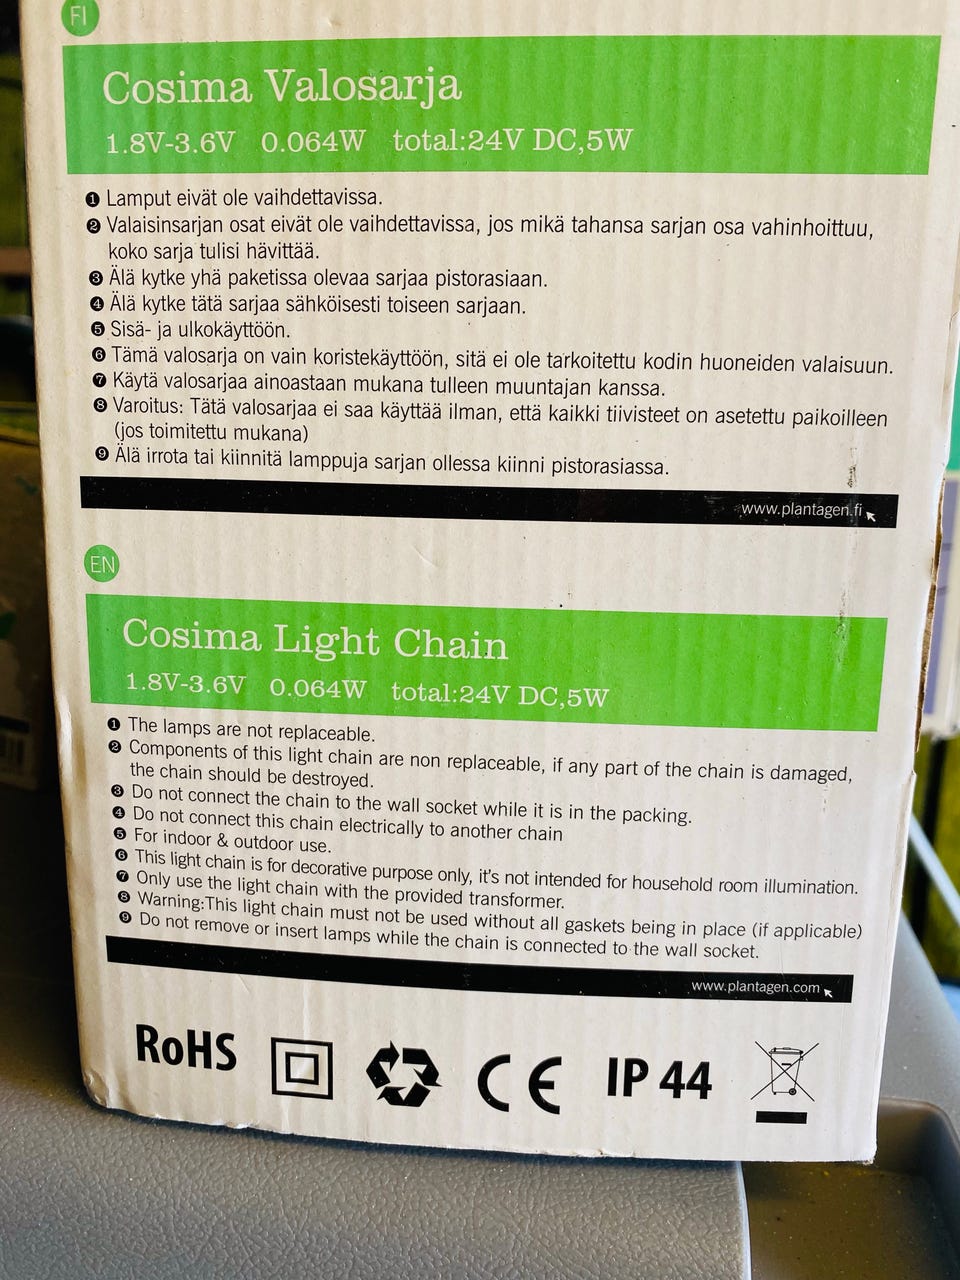 FI
Cosima Valosarja
1.8V-3.6V 0.064W total:24V DC,5W
❶ Lamput eivät ole vaihdettavissa.
❷ Valaisinsarjan osat eivät ole vaihdettavissa, jos mikä tahansa sarjan osa vahinhoittuu,
koko sarja tulisi hävittää.
❸ Älä kytke yhä paketissa olevaa sarjaa pistorasiaan.
❹ Älä kytke tätä sarjaa sähköisesti toiseen sarjaan.
❺ Sisä- ja ulkokäyttöön.
❻ Tämä valosarja on vain koristekäyttöön, sitä ei ole tarkoitettu kodin huoneiden valaisuun.
❼ Käytä valosarjaa ainoastaan mukana tulleen muuntajan kanssa.
❽ Varoitus: Tätä valosarjaa ei saa käyttää ilman, että kaikki tiivisteet on asetettu paikoilleen
(jos toimitettu mukana)
❾ Älä irrota tai kiinnitä lamppuja sarjan ollessa kiinni pistorasiassa.
www.plantagen.fi
EN
Cosima Light Chain
1.8V-3.6V 0.064W total:24V DC,5W
❶ The lamps are not replaceable.
❷ Components of this light chain are non replaceable, if any part of the chain is damaged,
the chain should be destroyed.
❸ Do not connect the chain to the wall socket while it is in the packing.
❹ Do not connect this chain electrically to another chain
❺ For indoor & outdoor use.
❻ This light chain is for decorative purpose only, it's not intended for household room illumination.
❼ Only use the light chain with the provided transformer.
❽ Warning:This light chain must not be used without all gaskets being in place (if applicable)
❾ Do not remove or insert lamps while the chain is connected to the wall socket.
www.plantagen.com
RoHS CE IP 44